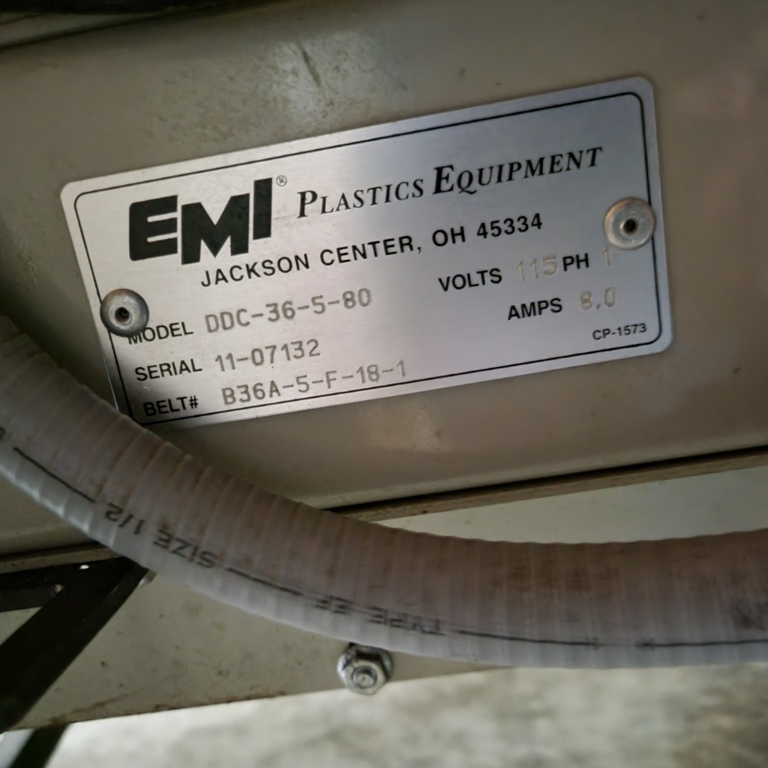 EMI® PLASTICS EQUIPMENT
JACKSON CENTER, OH 45334
MODEL DDC-36-5-80
VOLTS 115 PH 1
SERIAL 11-07132
AMPS 8.0
BELT# B36A-5-F-18-1
CP-1573
TYPE EF SIZE 1/2